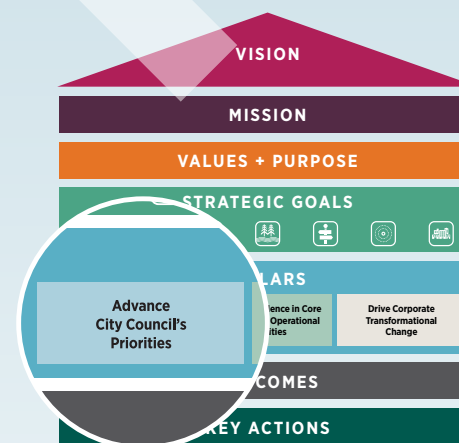 VISION
MISSION
VALUES + PURPOSE
STRATEGIC GOALS
LARS
Advance
City Council's
Priorities
ience in Core
Operational
ities
Drive Corporate
Transformational
Change
COMES
KEY ACTIONS